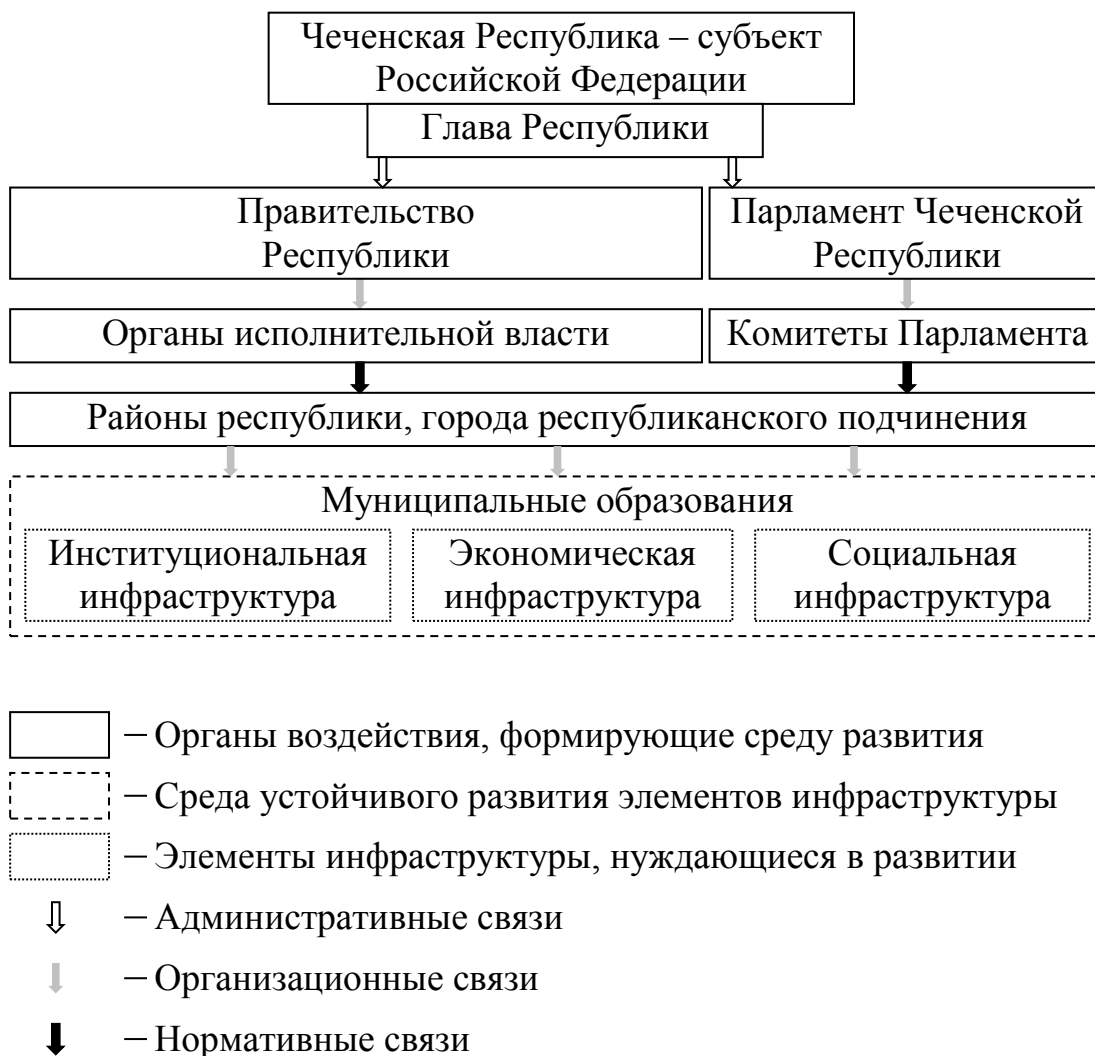 Чеченская Республика – субъект
Российской Федерации
Глава Республики
Правительство
Республики
Парламент Чеченской
Республики
Органы исполнительной власти
Комитеты Парламента
Районы республики, города республиканского подчинения
Муниципальные образования
Институциональная
инфраструктура
Экономическая
инфраструктура
Социальная
инфраструктура
– Органы воздействия, формирующие среду развития
– Среда устойчивого развития элементов инфраструктуры
– Элементы инфраструктуры, нуждающиеся в развитии
– Административные связи
– Организационные связи
– Нормативные связи